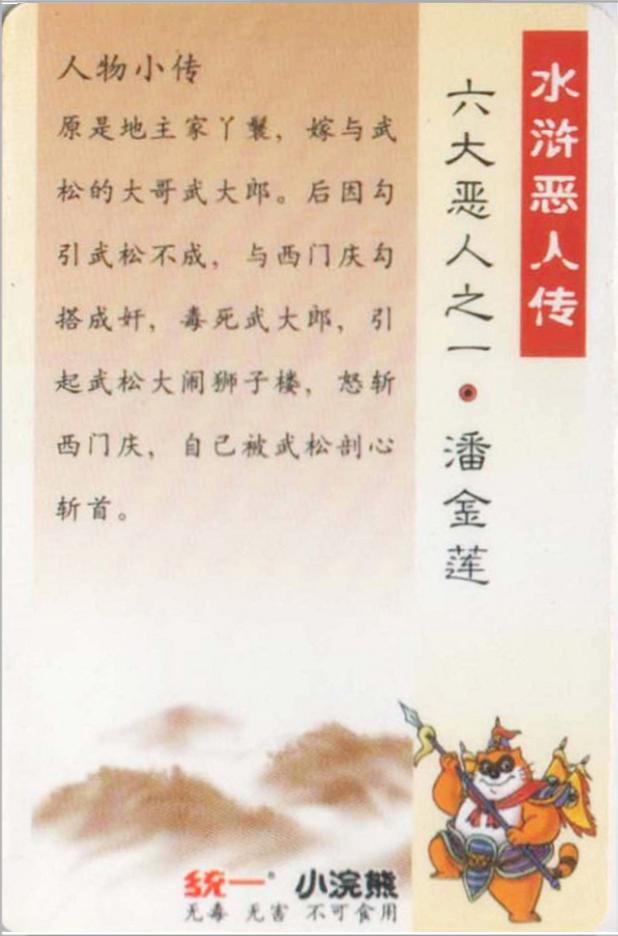 水浒恶人传
六大恶人之一·潘金莲
人物小传
原是地主家丫鬟，嫁与武
松的大哥武大郎。后因勾
引武松不成，与西门庆勾
搭成奸，毒死武大郎，引
起武松大闹狮子楼，怒斩
西门庆，自己被武松剖心
斩首。
统一® 小浣熊
无毒 无害 不可食用